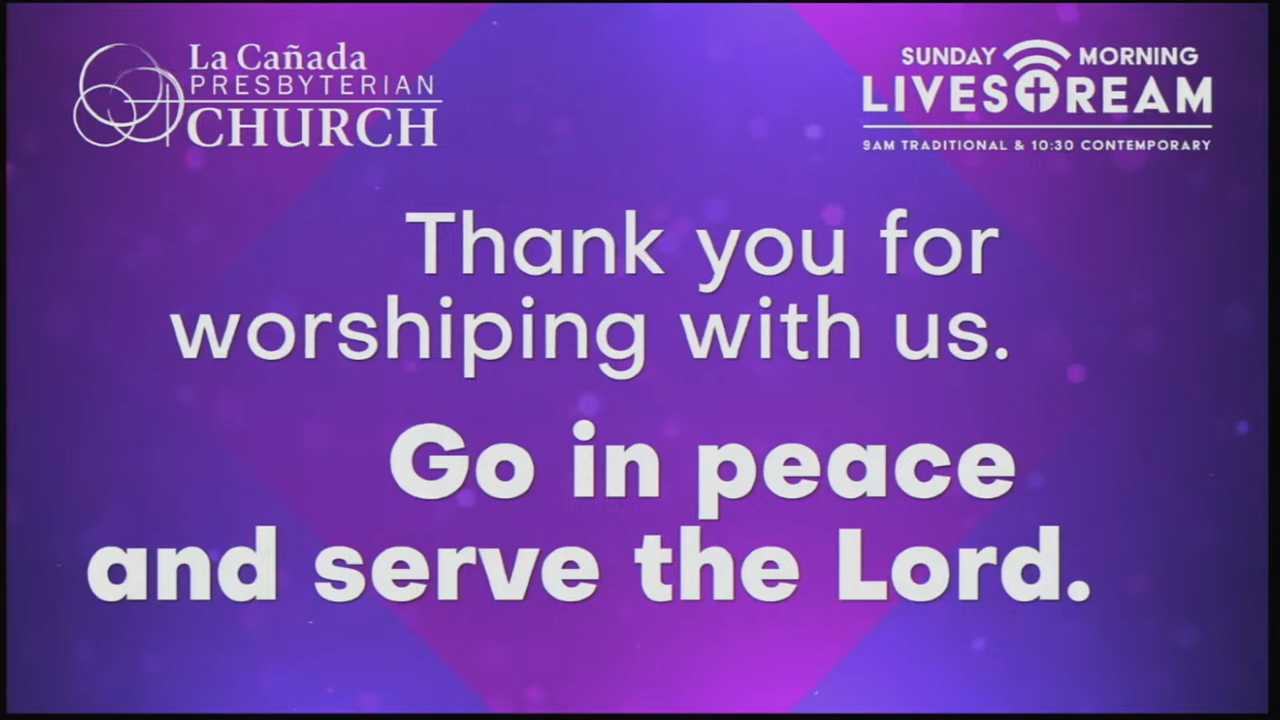 La Cañada
PRESBYTERIAN
CHURCH
SUNDAY MORNING
LIVESTREAM
9AM TRADITIONAL & 10:30 CONTEMPORARY
Thank you for
worshiping with us.
Go in peace
and serve the Lord.